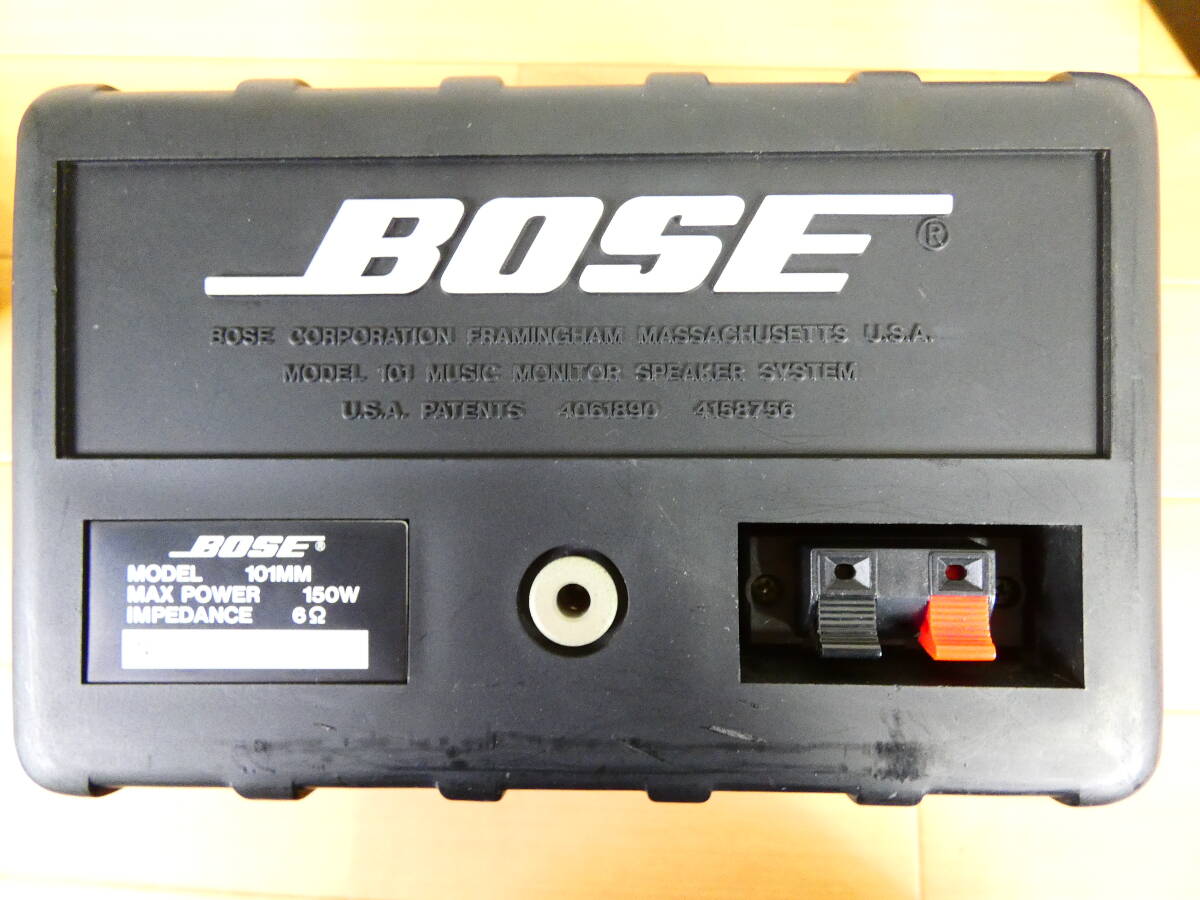 BOSE ®
BOSE CORPORATION FRAMINGHAM MASSACHUSETTS U.S.A.
MODEL 101 MUSIC MONITOR SPEAKER SYSTEM
U.S.A. PATENTS 4061890 4158756
BOSE®
MODEL 101MM
MAX POWER 150W
IMPEDANCE 6Ω